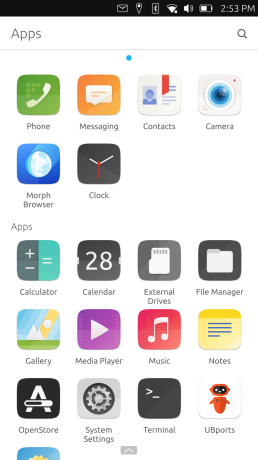 2:53 PM
Apps
Phone
Messaging
Contacts
Camera
Morph
Browser
Clock
Apps
28
Calculator
Calendar
External
Drives
File Manager
Gallery
Media Player
Music
Notes
>_
OpenStore
System
Settings
Terminal
UBports